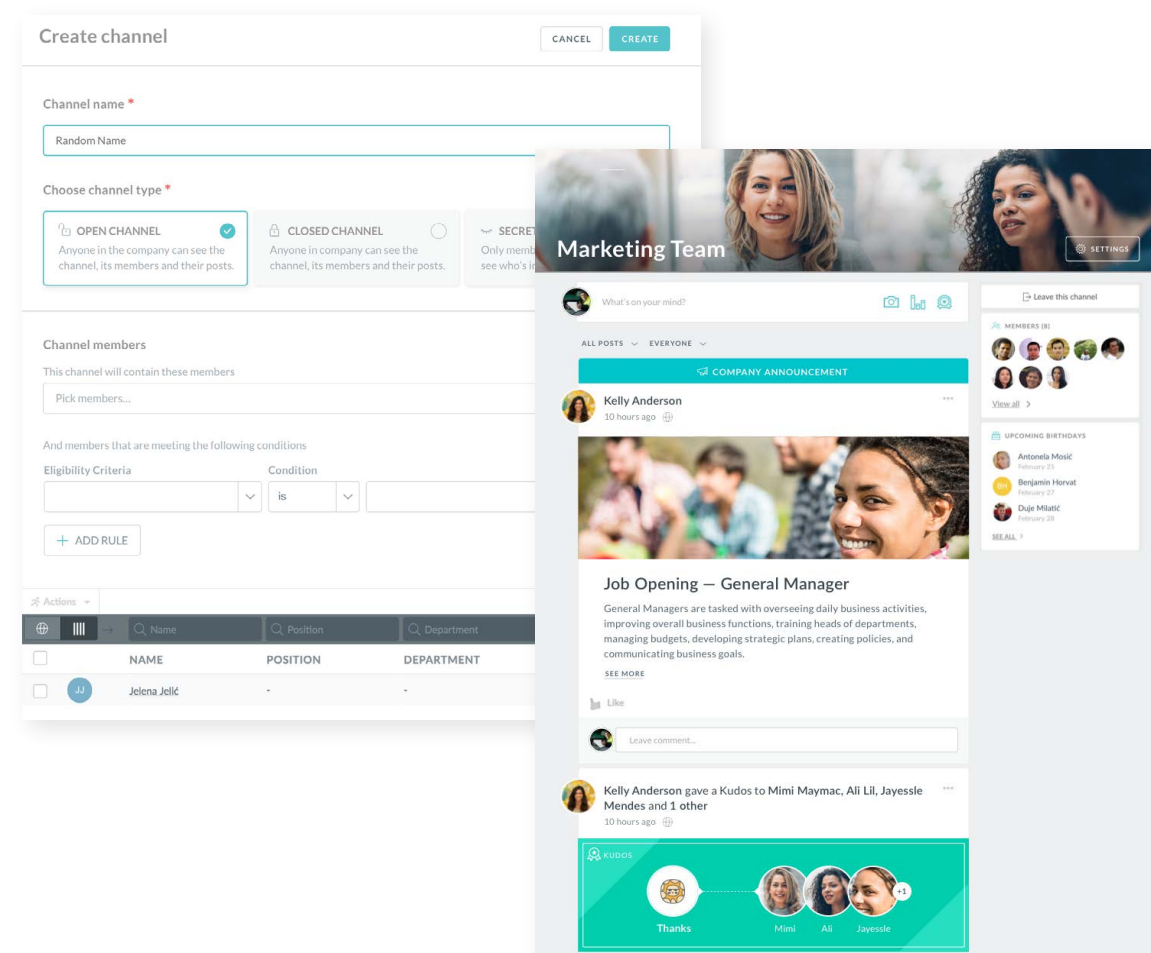 Create channel
CANCEL
CREATE
Channel name *
Random Name
Choose channel type *
OPEN CHANNEL
Anyone in the company can see the
channel, its members and their posts.
CLOSED CHANNEL
Anyone in company can see the
channel, its members and their posts.
SECRET
Only memb
see who's in
Channel members
This channel will contain these members
Pick members...
And members that are meeting the following conditions
Eligibility Criteria
Condition
is
+ ADD RULE
Actions
Name
Position
Department
NAME
POSITION
DEPARTMENT
JJ
Jelena Jelić
-
-
Marketing Team
SETTINGS
What's on your mind?
ALL POSTS
EVERYONE
COMPANY ANNOUNCEMENT
Kelly Anderson
10 hours ago
Job Opening — General Manager
General Managers are tasked with overseeing daily business activities,
improving overall business functions, training heads of departments,
managing budgets, developing strategic plans, creating policies, and
communicating business goals.
SEE MORE
Like
Leave comment...
Kelly Anderson gave a Kudos to Mimi Maymac, Ali Lil, Jayessle
Mendes and 1 other
10 hours ago
KUDOS
+1
Thanks
Mimi
Ali
Jayessle
Leave this channel
MEMBERS (8)
View all
UPCOMING BIRTHDAYS
Antonela Mosić
February 25
BH
Benjamin Horvat
February 27
Duje Milatić
February 28
SEE ALL